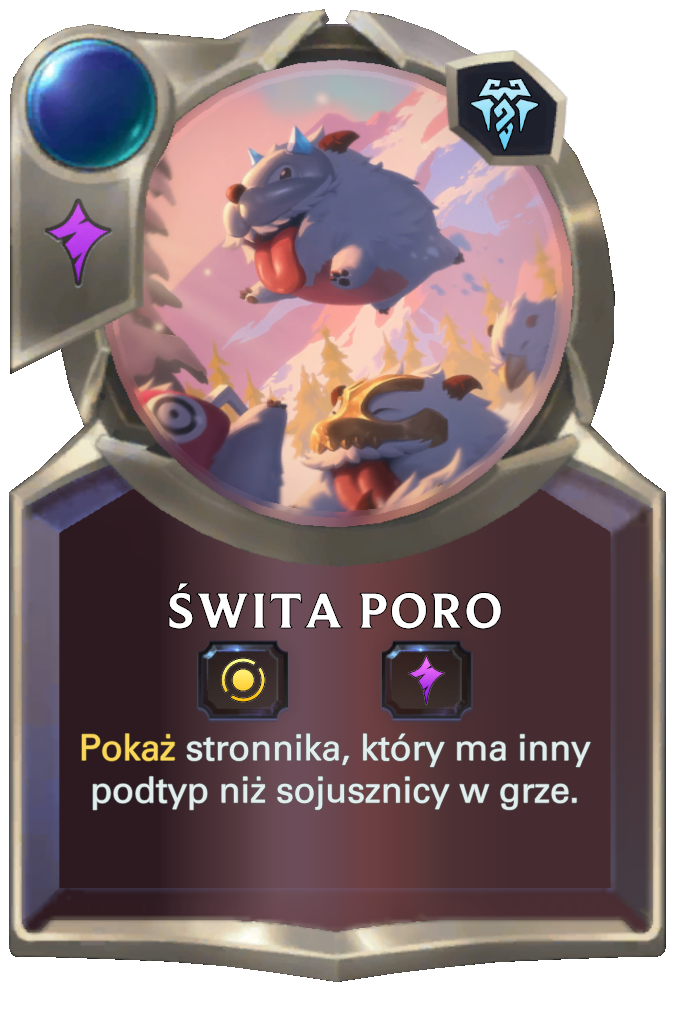 ŚWITA PORO
Pokaż stronnika, który ma inny
podtyp niż sojusznicy w grze.